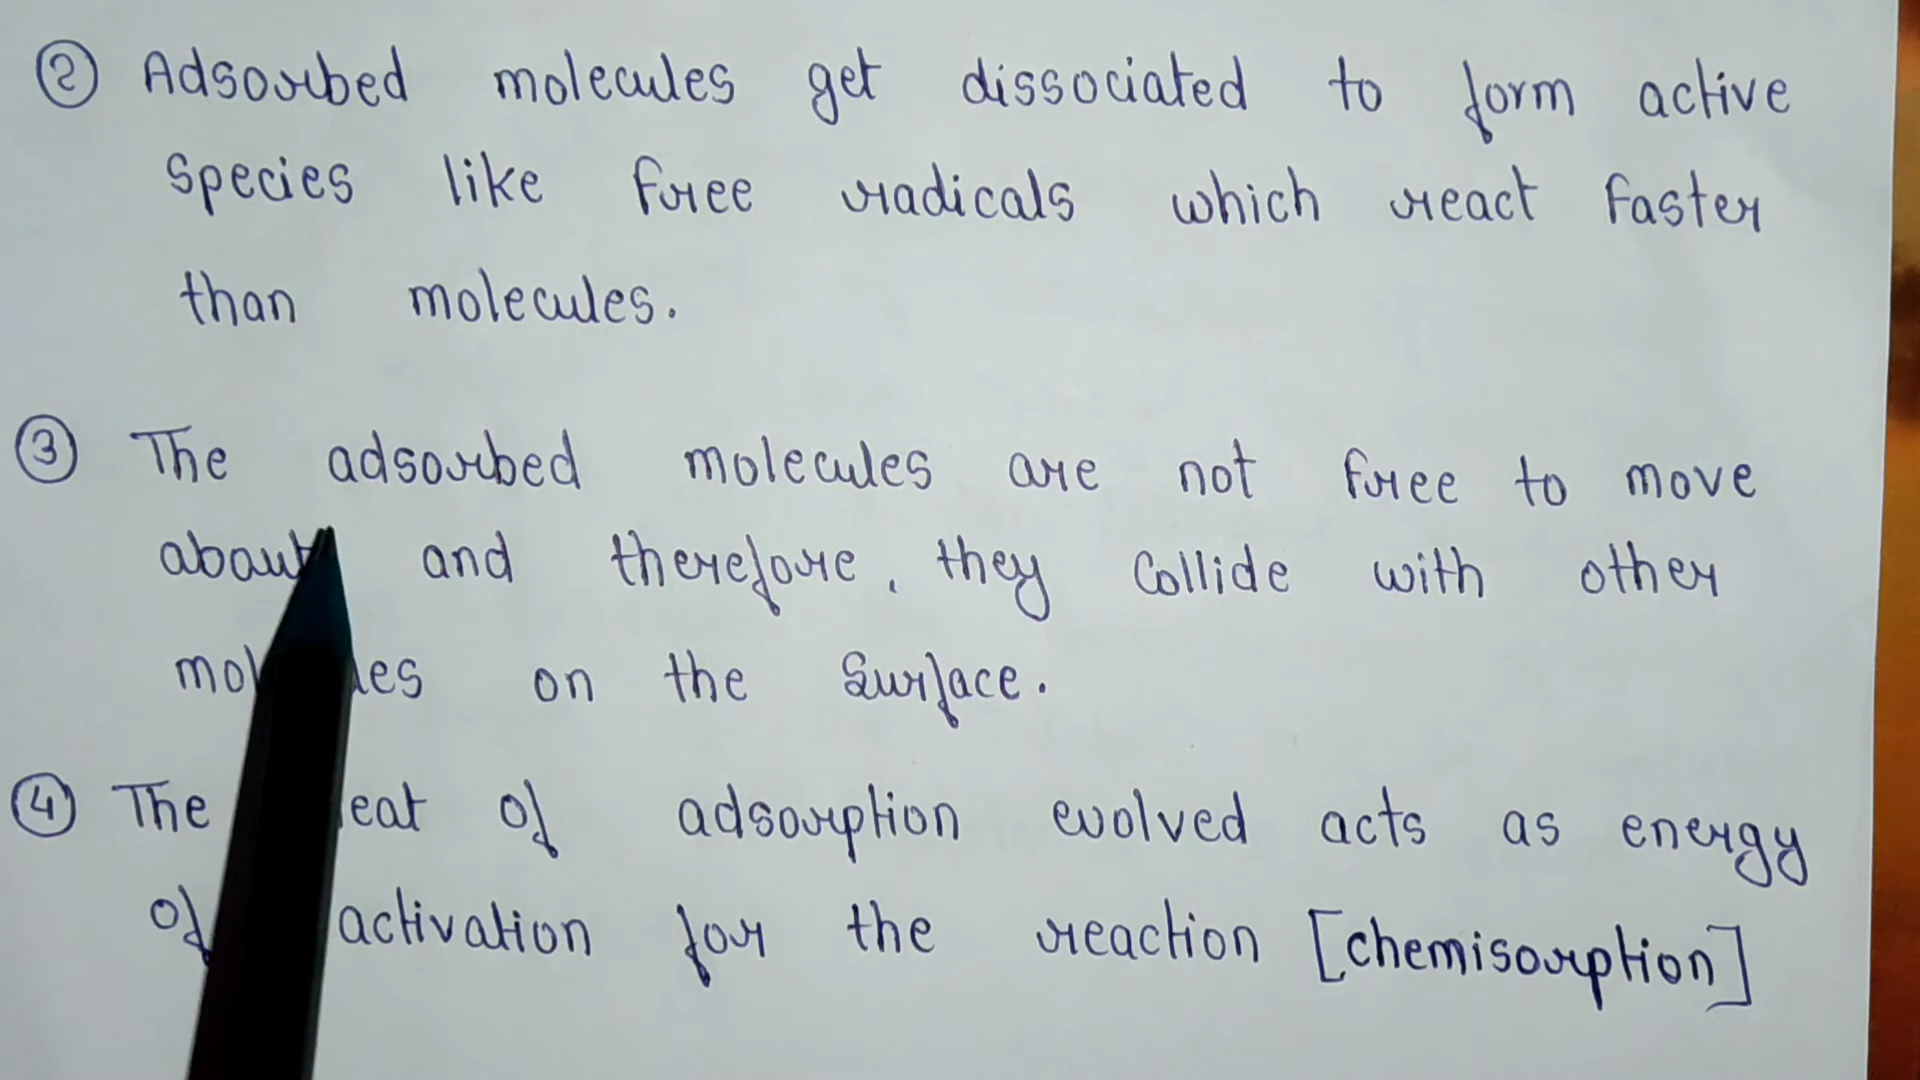 ② Adsorbed molecules get dissociated to form active
species like free radicals which react faster
than molecules.
③ The adsorbed molecules are not free to move
about and therefore, they collide with other
on the surface.
④ The of adsorption evolved acts as energy
of activation for the reaction [chemisorption]